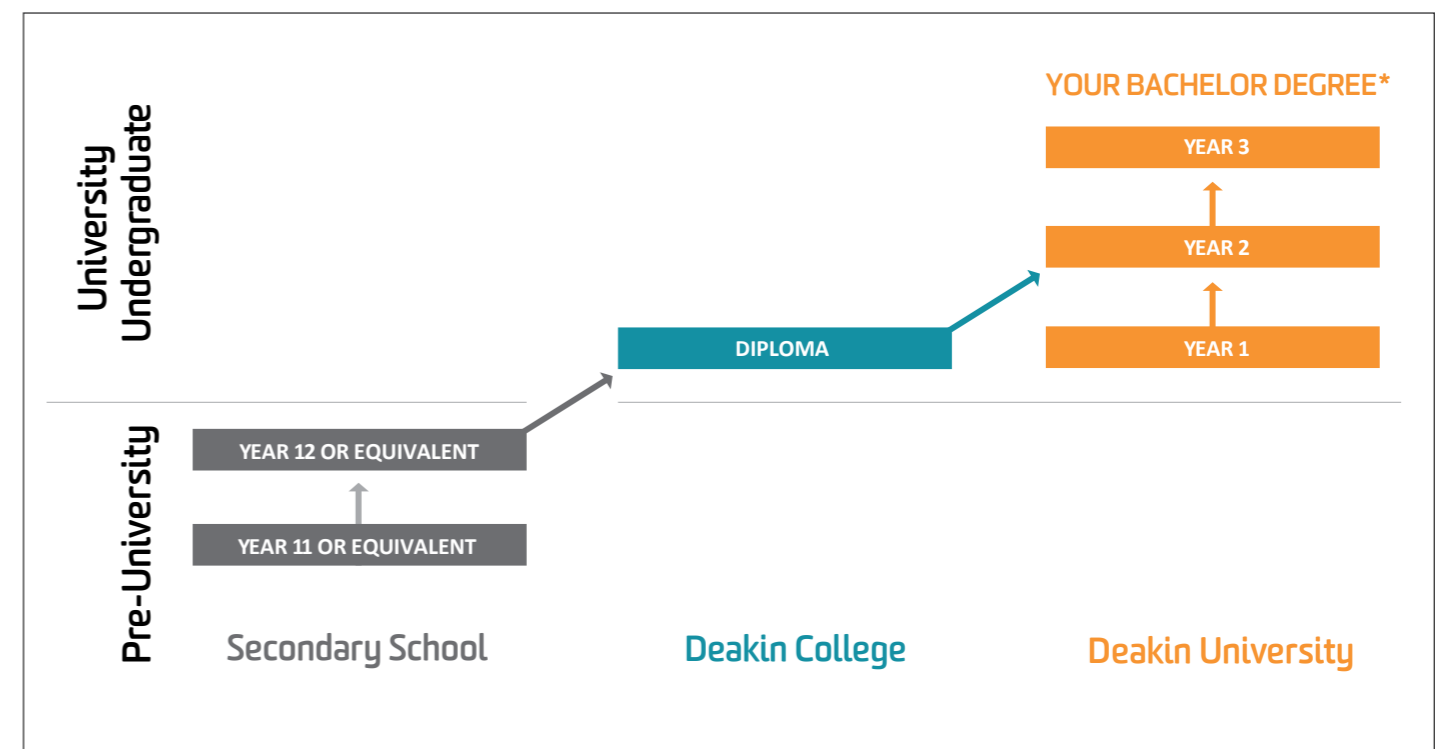 YOUR BACHELOR DEGREE*
University
Undergraduate
YEAR 3
YEAR 2
DIPLOMA
YEAR 1
Pre-University
YEAR 12 OR EQUIVALENT
YEAR 11 OR EQUIVALENT
Secondary School
Deakin College
Deakin University